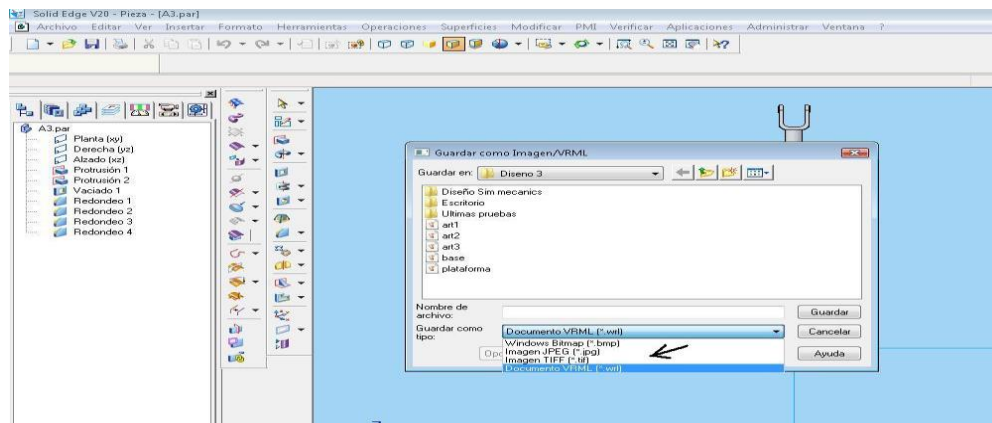 Solid Edge V20 - Pieza - [A3.par]
Archivo Editar Ver Insertar Formato Herramientas Operaciones Superficies Modificar PMI Verificar Aplicaciones Administrar Ventana ?
A3.par
Planta (xy)
Derecha (yz)
Alzado (xz)
Protrusión 1
Protrusión 2
Vaciado 1
Redondeo 1
Redondeo 2
Redondeo 3
Redondeo 4
Guardar como Imagen/VRML
Guardar en: Diseno 3
Diseño Sim mecanics
Escritorio
Ultimas pruebas
art1
art2
art3
base
plataforma
Nombre de archivo:
Guardar
Guardar como tipo:
Documento VRML (*.wrl)
Cancelar
Windows Bitmap (*.bmp)
Imagen JPEG (*.jpg)
Imagen TIFF (*.tif)
Documento VRML (*.wrl)
Ayuda